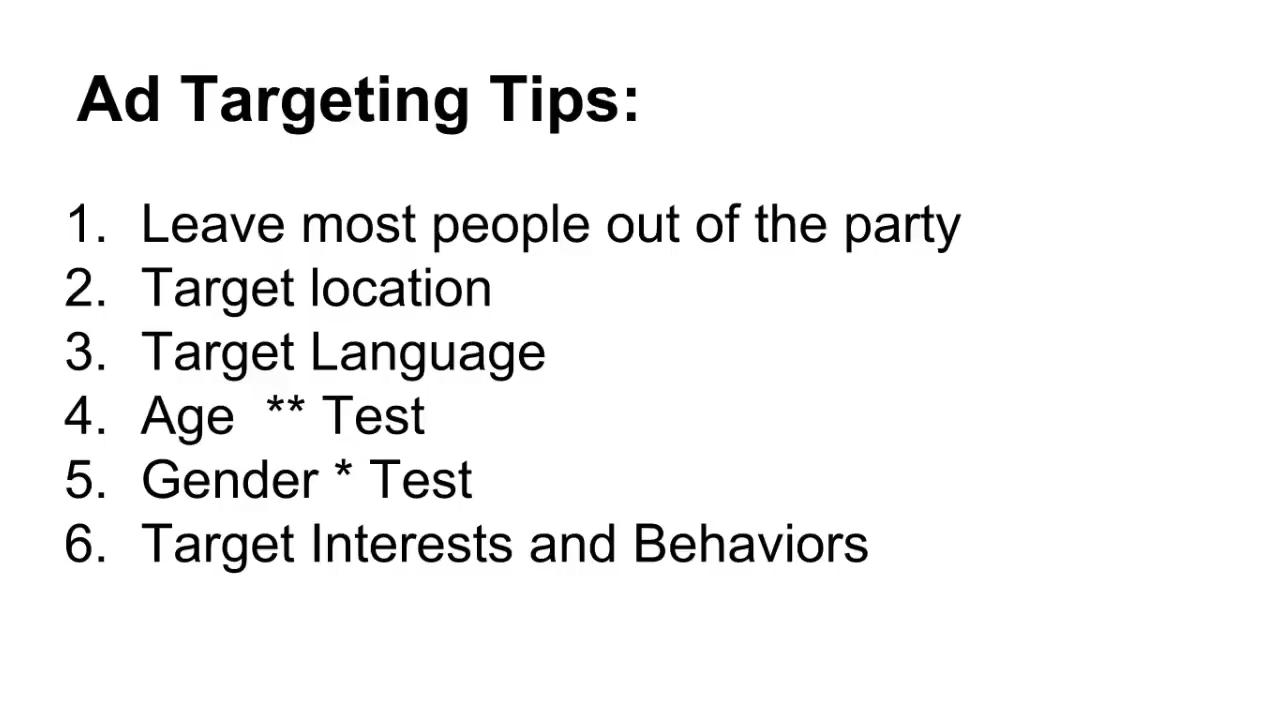 Ad Targeting Tips:
1. Leave most people out of the party
2. Target location
3. Target Language
4. Age ** Test
5. Gender * Test
6. Target Interests and Behaviors